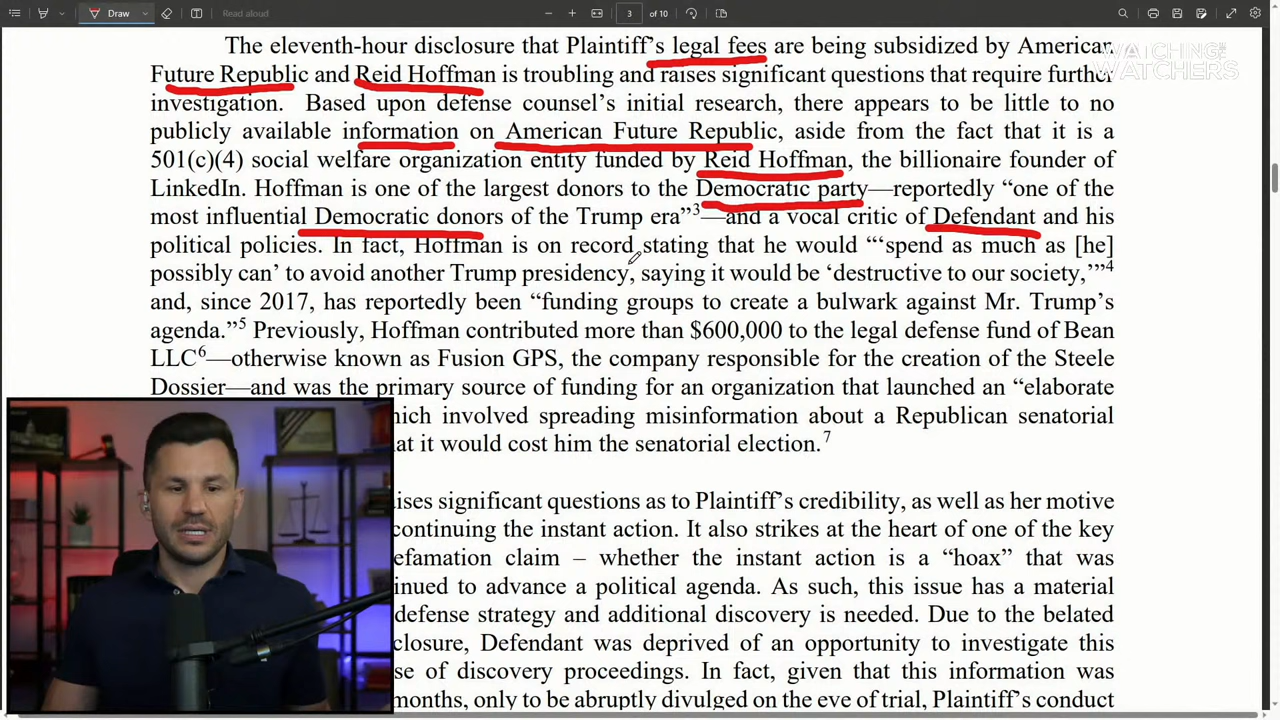 Draw
Read aloud
3
of 10
WATCHING THE
WATCHERS
The eleventh-hour disclosure that Plaintiff’s legal fees are being subsidized by American
Future Republic and Reid Hoffman is troubling and raises significant questions that require further
investigation. Based upon defense counsel’s initial research, there appears to be little to no
publicly available information on American Future Republic, aside from the fact that it is a
501(c)(4) social welfare organization entity funded by Reid Hoffman, the billionaire founder of
LinkedIn. Hoffman is one of the largest donors to the Democratic party—reportedly “one of the
most influential Democratic donors of the Trump era”3—and a vocal critic of Defendant and his
political policies. In fact, Hoffman is on record stating that he would “‘spend as much as [he]
possibly can’ to avoid another Trump presidency, saying it would be ‘destructive to our society,’”4
and, since 2017, has reportedly been “funding groups to create a bulwark against Mr. Trump’s
agenda.”5 Previously, Hoffman contributed more than $600,000 to the legal defense fund of Bean
LLC6—otherwise known as Fusion GPS, the company responsible for the creation of the Steele
Dossier—and was the primary source of funding for an organization that launched an “elaborate
hich involved spreading misinformation about a Republican senatorial
at it would cost him the senatorial election.7
ises significant questions as to Plaintiff’s credibility, as well as her motive
continuing the instant action. It also strikes at the heart of one of the key
efamation claim – whether the instant action is a “hoax” that was
inued to advance a political agenda. As such, this issue has a material
defense strategy and additional discovery is needed. Due to the belated
closure, Defendant was deprived of an opportunity to investigate this
se of discovery proceedings. In fact, given that this information was
months, only to be abruptly divulged on the eve of trial, Plaintiff’s conduct